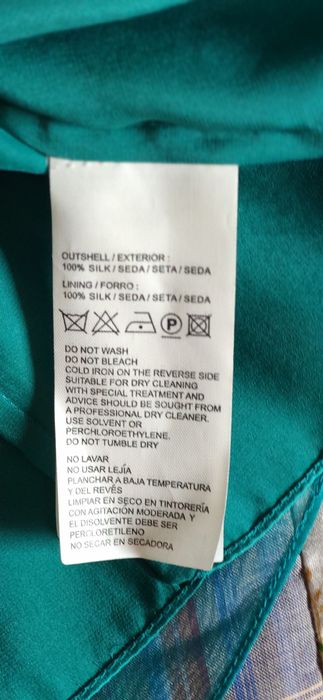 OUTSHELL / EXTERIOR :
100% SILK / SEDA / SETA / SEDA
LINING / FORRO :
100% SILK / SEDA / SETA / SEDA
P
DO NOT WASH
DO NOT BLEACH
COLD IRON ON THE REVERSE SIDE
SUITABLE FOR DRY CLEANING
WITH SPECIAL TREATMENT AND
ADVICE SHOULD BE SOUGHT FROM
A PROFESSIONAL DRY CLEANER.
USE SOLVENT OR
PERCHLOROETHYLENE.
DO NOT TUMBLE DRY
NO LAVAR
NO USAR LEJÍA
PLANCHAR A BAJA TEMPERATURA
Y DEL REVÉS
LIMPIAR EN SECO EN TINTORERÍA
CON AGITACIÓN MODERADA Y
EL DISOLVENTE DEBE SER
PERCLORETILENO
NO SECAR EN SECADORA